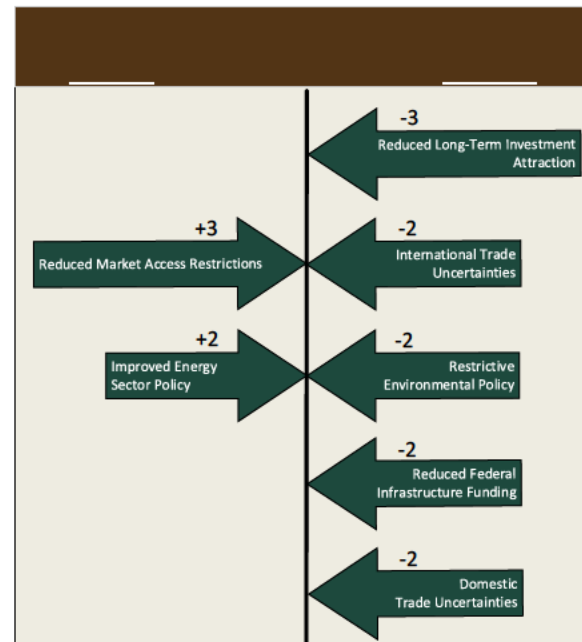 -3
Reduced Long-Term Investment
Attraction
+3
Reduced Market Access Restrictions
-2
International Trade
Uncertainties
+2
Improved Energy
Sector Policy
-2
Restrictive
Environmental Policy
-2
Reduced Federal
Infrastructure Funding
-2
Domestic
Trade Uncertainties